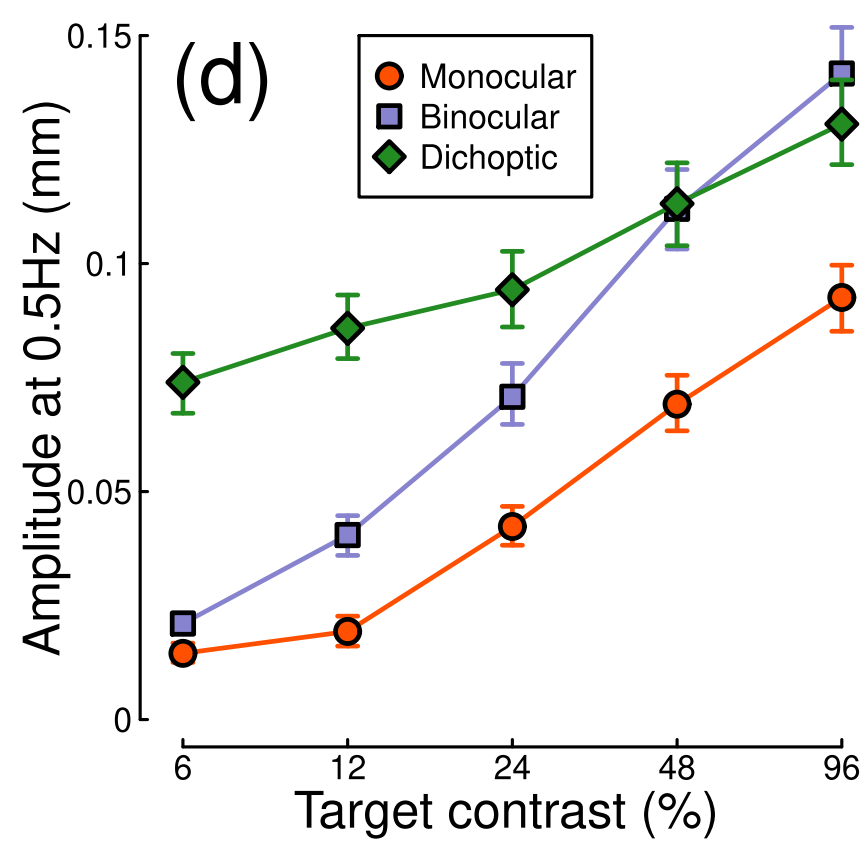 (d)
Monocular
Binocular
Dichoptic
Amplitude at 0.5Hz (mm)
0.15
0.1
0.05
0
6 12 24 48 96
Target contrast (%)